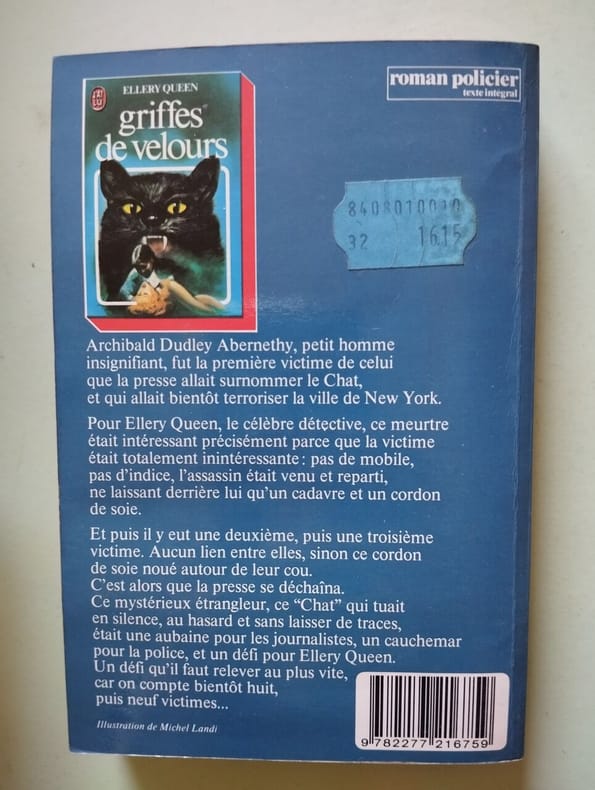 roman policier
texte intégral
J'AI LU
ELLERY QUEEN
griffes
de velours
8408010010
32 1615
Archibald Dudley Abernethy, petit homme
insignifiant, fut la première victime de celui
que la presse allait surnommer le Chat,
et qui allait bientôt terroriser la ville de New York.
Pour Ellery Queen, le célèbre détective, ce meurtre
était intéressant précisément parce que la victime
était totalement inintéressante : pas de mobile,
pas d'indice, l'assassin était venu et reparti,
ne laissant derrière lui qu'un cadavre et un cordon
de soie.
Et puis il y eut une deuxième, puis une troisième
victime. Aucun lien entre elles, sinon ce cordon
de soie noué autour de leur cou.
C'est alors que la presse se déchaîna.
Ce mystérieux étrangleur, ce “Chat” qui tuait
en silence, au hasard et sans laisser de traces,
était une aubaine pour les journalistes, un cauchemar
pour la police, et un défi pour Ellery Queen.
Un défi qu'il faut relever au plus vite,
car on compte bientôt huit,
puis neuf victimes...
Illustration de Michel Landi
9 782277 216759